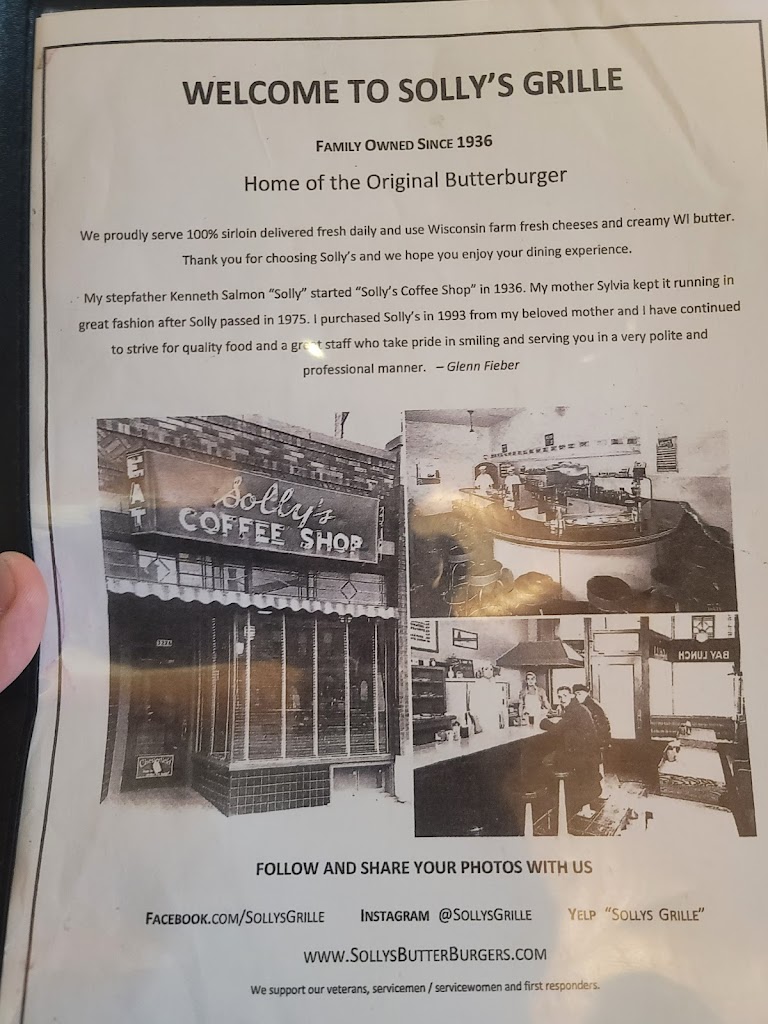 WELCOME TO SOLLY'S GRILLE
FAMILY OWNED SINCE 1936
Home of the Original Butterburger
We proudly serve 100% sirloin delivered fresh daily and use Wisconsin farm fresh cheeses and creamy WI butter.
Thank you for choosing Solly's and we hope you enjoy your dining experience.
My stepfather Kenneth Salmon "Solly" started "Solly's Coffee Shop" in 1936. My mother Sylvia kept it running in
great fashion after Solly passed in 1975. I purchased Solly's in 1993 from my beloved mother and I have continued
to strive for quality food and a great staff who take pride in smiling and serving you in a very polite and
professional manner. – Glenn Fieber
EAT
Solly's
COFFEE SHOP
BAY LUNCH
FOLLOW AND SHARE YOUR PHOTOS WITH US
FACEBOOK.COM/SOLLYSGRILLE INSTAGRAM @SOLLYSGRILLE YELP "SOLLYS GRILLE"
WWW.SOLLYSBUTTERBURGERS.COM
We support our veterans, servicemen / servicewomen and first responders.